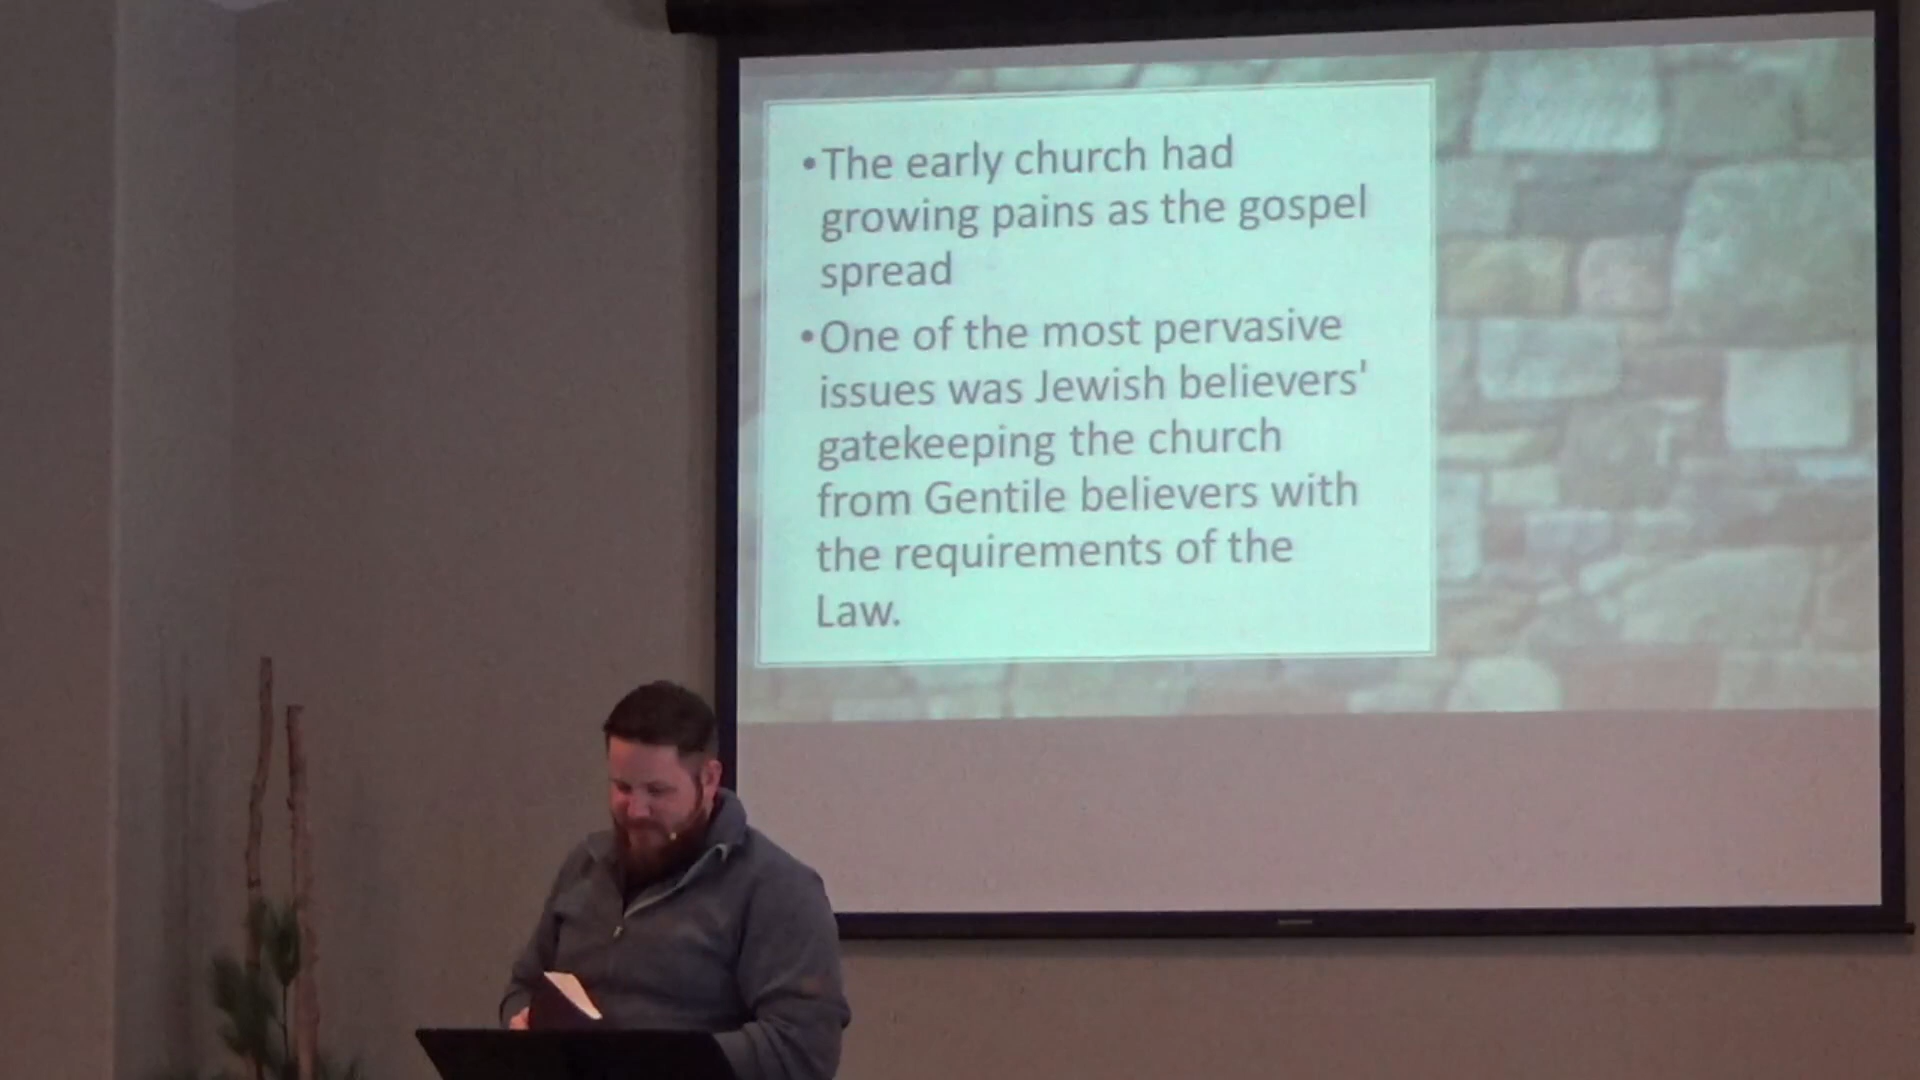 •The early church had
growing pains as the gospel
spread
•One of the most pervasive
issues was Jewish believers'
gatekeeping the church
from Gentile believers with
the requirements of the
Law.